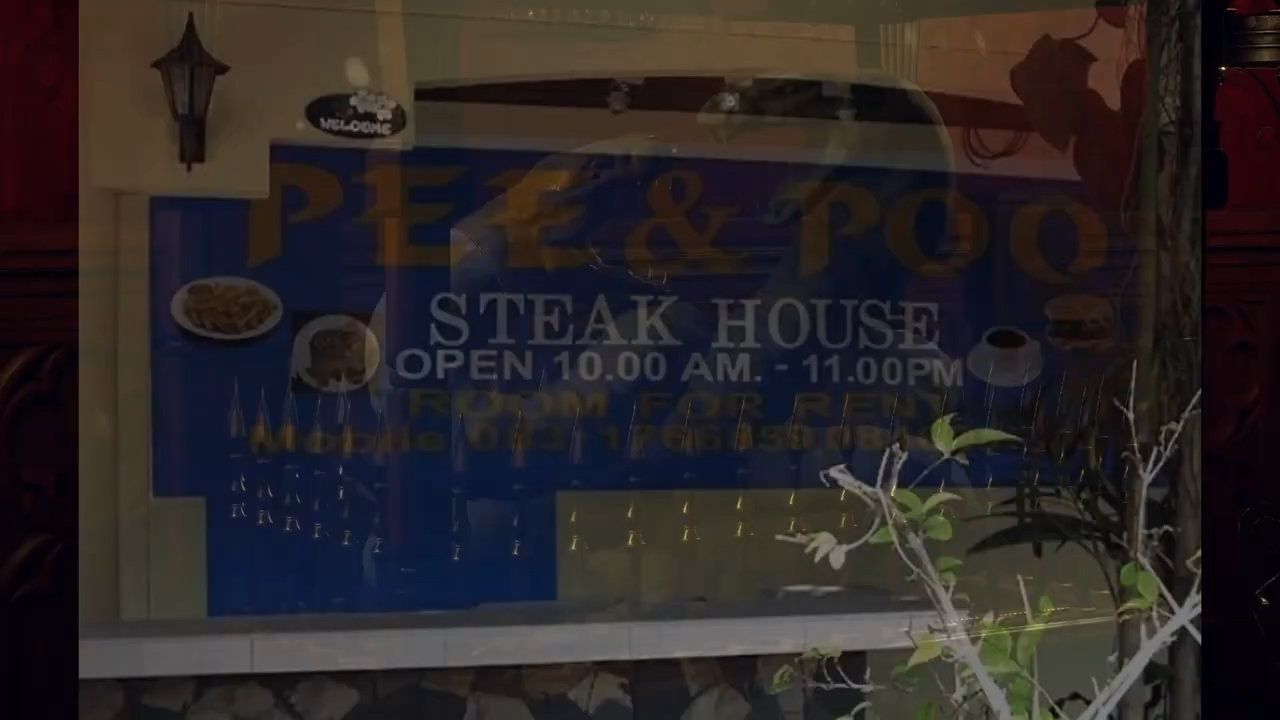 WELCOME
PEE & POO
STEAK HOUSE
OPEN 10.00 AM. - 11.00PM
ROOM FOR RENT
Mobile